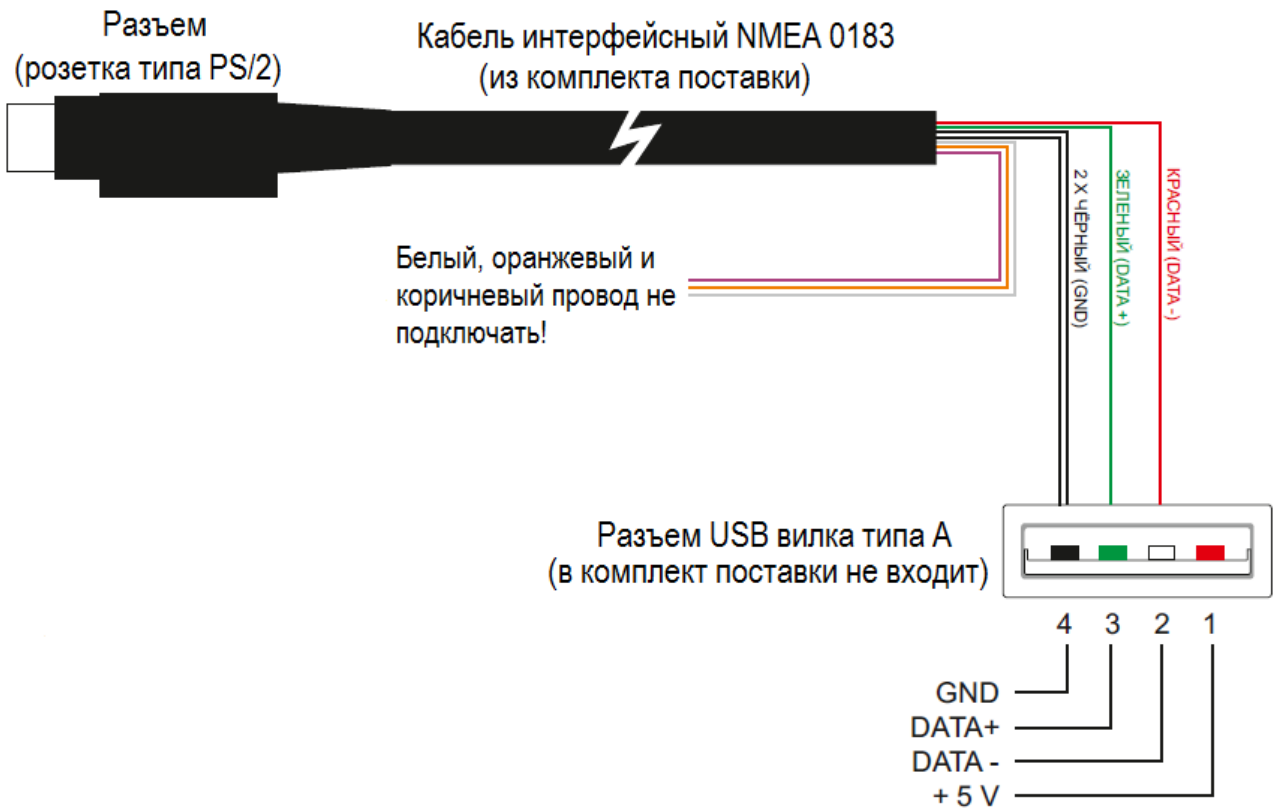 Разъем
(розетка типа PS/2)
Кабель интерфейсный NMEA 0183
(из комплекта поставки)
2 X ЧЁРНЫЙ (GND)
ЗЕЛЕНЫЙ (DATA +)
КРАСНЫЙ (DATA -)
Белый, оранжевый и
коричневый провод не
подключать!
Разъем USB вилка типа А
(в комплект поставки не входит)
4 3 2 1
GND
DATA+
DATA -
+ 5 V